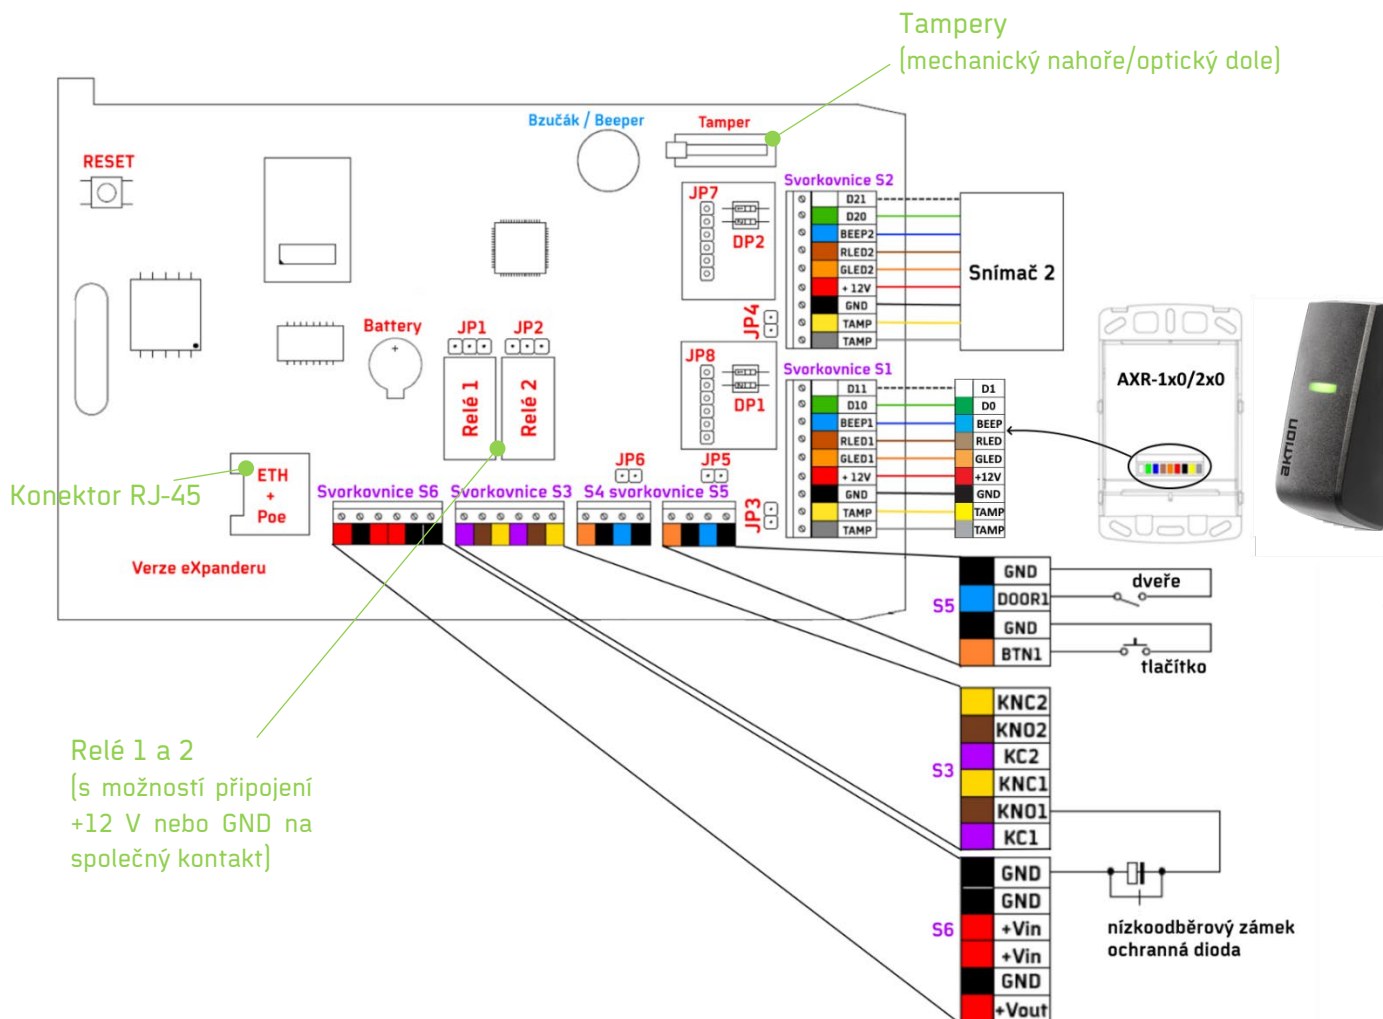 Tampery
(mechanický nahoře/optický dole)
Bzučák / Beeper
Tamper
RESET
Svorkovnice S2
JP7
DP2
D21
D20
BEEP2
RLED2
GLED2
+ 12V
GND
TAMP
TAMP
Snímač 2
JP4
Battery
JP1
JP2
Relé 1
Relé 2
JP8
DP1
Svorkovnice S1
D11
D10
BEEP1
RLED1
GLED1
+ 12V
GND
TAMP
TAMP
D1
D0
BEEP
RLED
GLED
+12V
GND
TAMP
TAMP
AXR-1x0/2x0
aktion
JP6
JP5
JP3
Konektor RJ-45
ETH
+
Poe
Svorkovnice S6
Svorkovnice S3
S4 svorkovnice S5
Verze eXpanderu
S5
GND
DOOR1
GND
BTN1
dveře
tlačítko
S3
KNC2
KNO2
KC2
KNC1
KNO1
KC1
S6
GND
GND
+Vin
+Vin
GND
+Vout
nízkoodběrový zámek
ochranná dioda
Relé 1 a 2
(s možností připojení
+12 V nebo GND na
společný kontakt)